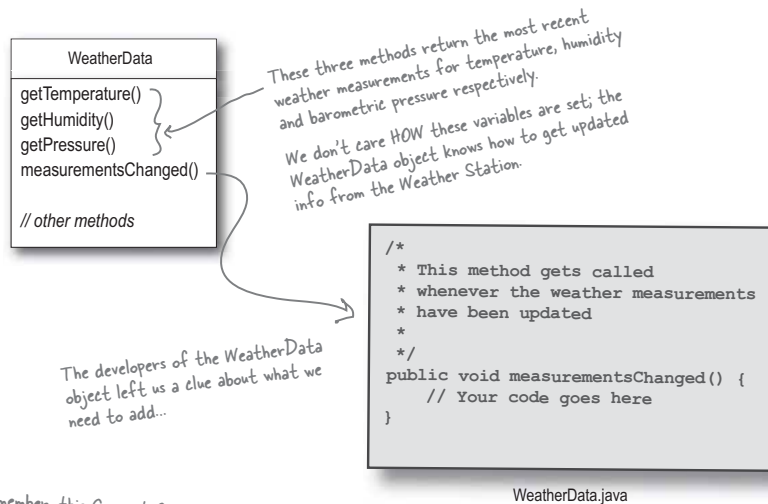 WeatherData
getTemperature()
getHumidity()
getPressure()
measurementsChanged()
// other methods
These three methods return the most recent
weather measurements for temperature, humidity
and barometric pressure respectively.
We don't care HOW these variables are set; the
WeatherData object knows how to get updated
info from the Weather Station.
The developers of the WeatherData
object left us a clue about what we
need to add...
/*
* This method gets called
* whenever the weather measurements
* have been updated
*
*/
public void measurementsChanged() {
// Your code goes here
}
WeatherData.java
this